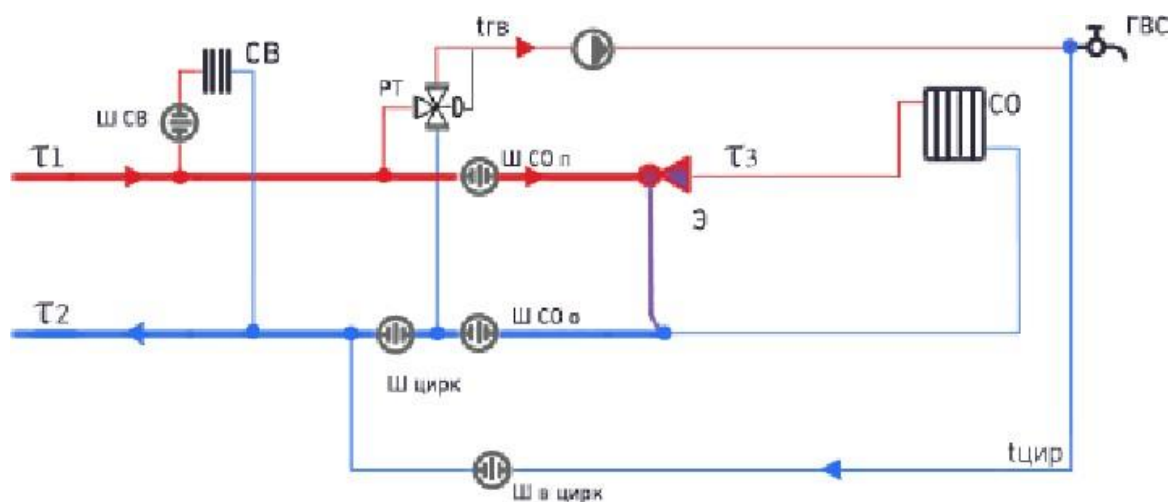 tгв
ГВС
СВ
РТ
СО
Ш СВ
τ1
Ш СО п
τ3
Э
τ2
Ш СО о
Ш цирк
tцир
Ш в цирк